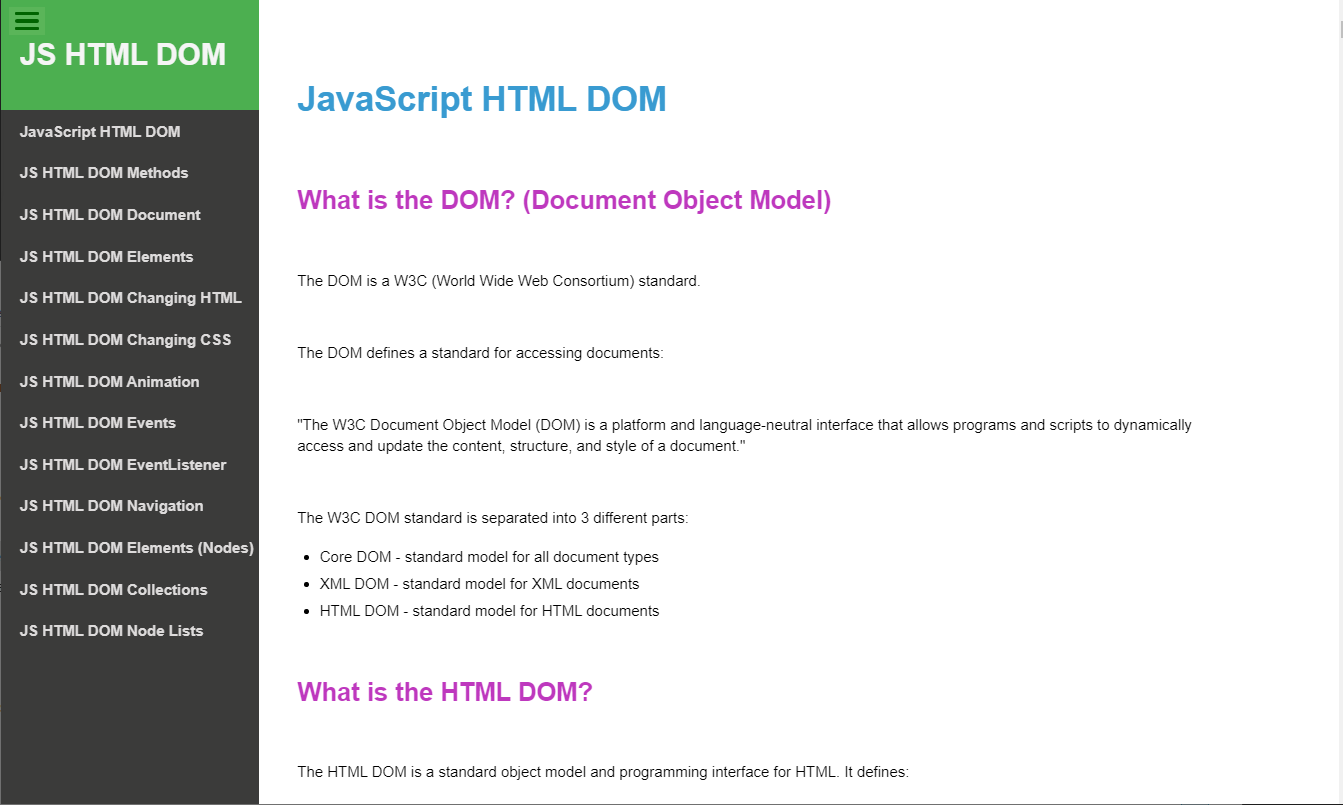 JS HTML DOM
JavaScript HTML DOM
JS HTML DOM Methods
JS HTML DOM Document
JS HTML DOM Elements
JS HTML DOM Changing HTML
JS HTML DOM Changing CSS
JS HTML DOM Animation
JS HTML DOM Events
JS HTML DOM EventListener
JS HTML DOM Navigation
JS HTML DOM Elements (Nodes)
JS HTML DOM Collections
JS HTML DOM Node Lists
JavaScript HTML DOM
What is the DOM? (Document Object Model)
The DOM is a W3C (World Wide Web Consortium) standard.
The DOM defines a standard for accessing documents:
"The W3C Document Object Model (DOM) is a platform and language-neutral interface that allows programs and scripts to dynamically
access and update the content, structure, and style of a document."
The W3C DOM standard is separated into 3 different parts:
• Core DOM - standard model for all document types
• XML DOM - standard model for XML documents
• HTML DOM - standard model for HTML documents
What is the HTML DOM?
The HTML DOM is a standard object model and programming interface for HTML. It defines: